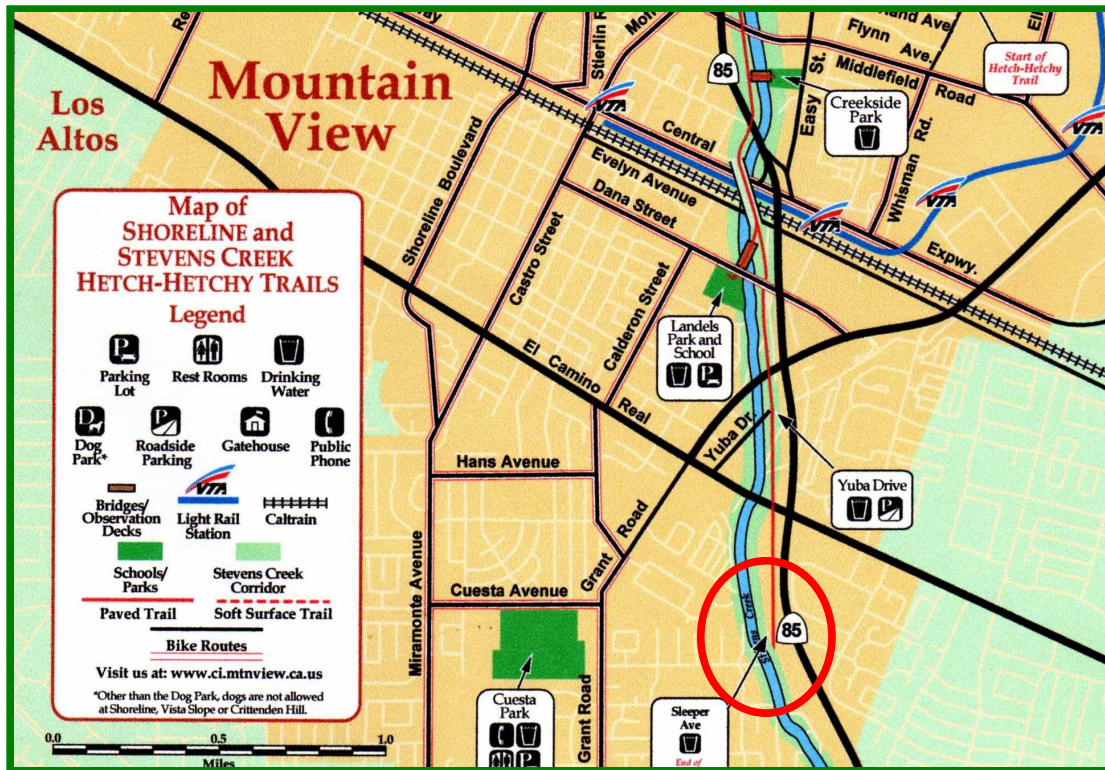 Los
Altos
Mountain
View
Re
way
Stierlin R
Mof
Shoreline Boulevard
85
Easy St.
and Ave
Flynn Ave.
Middlefield Road
Start of
Hetch-Hetchy
Trail
Creekside
Park
Whisman Rd.
VTA
VTA
VTA
VTA
Central
Expwy.
Evelyn Avenue
Dana Street
Castro Street
Calderon Street
Landels
Park and
School
El Camino Real
Yuba Dr.
Yuba Drive
Hans Avenue
Grant Road
Miramonte Avenue
Cuesta Avenue
Grant Road
Cuesta
Park
Creek
85
Sleeper
Ave
End of
Map of
SHORELINE and
STEVENS CREEK
HETCH-HETCHY TRAILS
Legend
Parking
Lot
Rest Rooms
Drinking
Water
Dog
Park*
Roadside
Parking
Gatehouse
Public
Phone
Bridges/
Observation
Decks
VTA
Light Rail
Station
Caltrain
Schools/
Parks
Stevens Creek
Corridor
Paved Trail
Soft Surface Trail
Bike Routes
Visit us at: www.ci.mtnview.ca.us
*Other than the Dog Park, dogs are not allowed
at Shoreline, Vista Slope or Crittenden Hill.
0.0
0.5
1.0
Miles